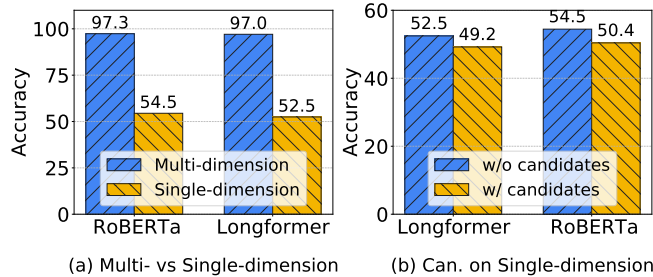 97.3
97.0
54.5
52.5
100
75
50
25
0
Accuracy
Multi-dimension
Single-dimension
RoBERTa
Longformer
(a) Multi- vs Single-dimension
52.5
49.2
54.5
50.4
60
40
20
0
Accuracy
w/o candidates
w/ candidates
Longformer
RoBERTa
(b) Can. on Single-dimension